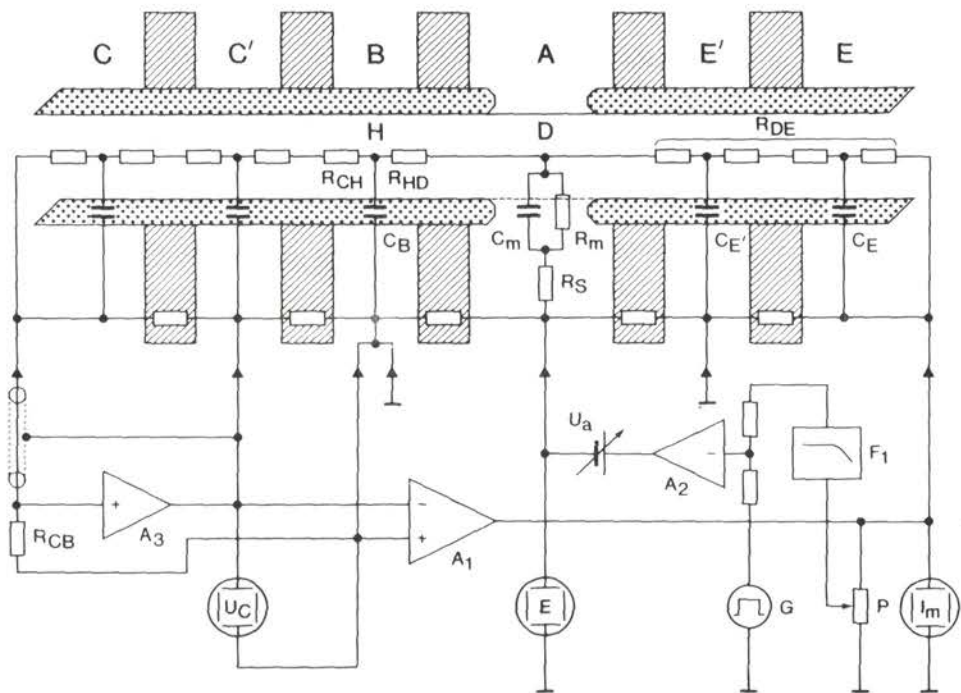 C C′ B A E′ E
H D R_DE
R_CH R_HD
C_B C_m R_m C_E′ C_E
R_S
U_a
A_2 − F_1
+ A_3 − + A_1
R_CB
U_C E G P I_m